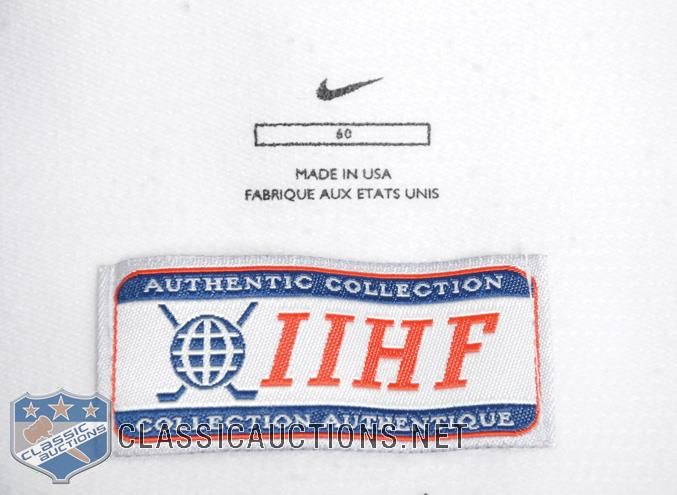 60
MADE IN USA
FABRIQUE AUX ETATS UNIS
AUTHENTIC COLLECTION
IIHF
COLLECTION AUTHENTIQUE
CLASSIC
AUCTIONS
CLASSICAUCTIONS.NET